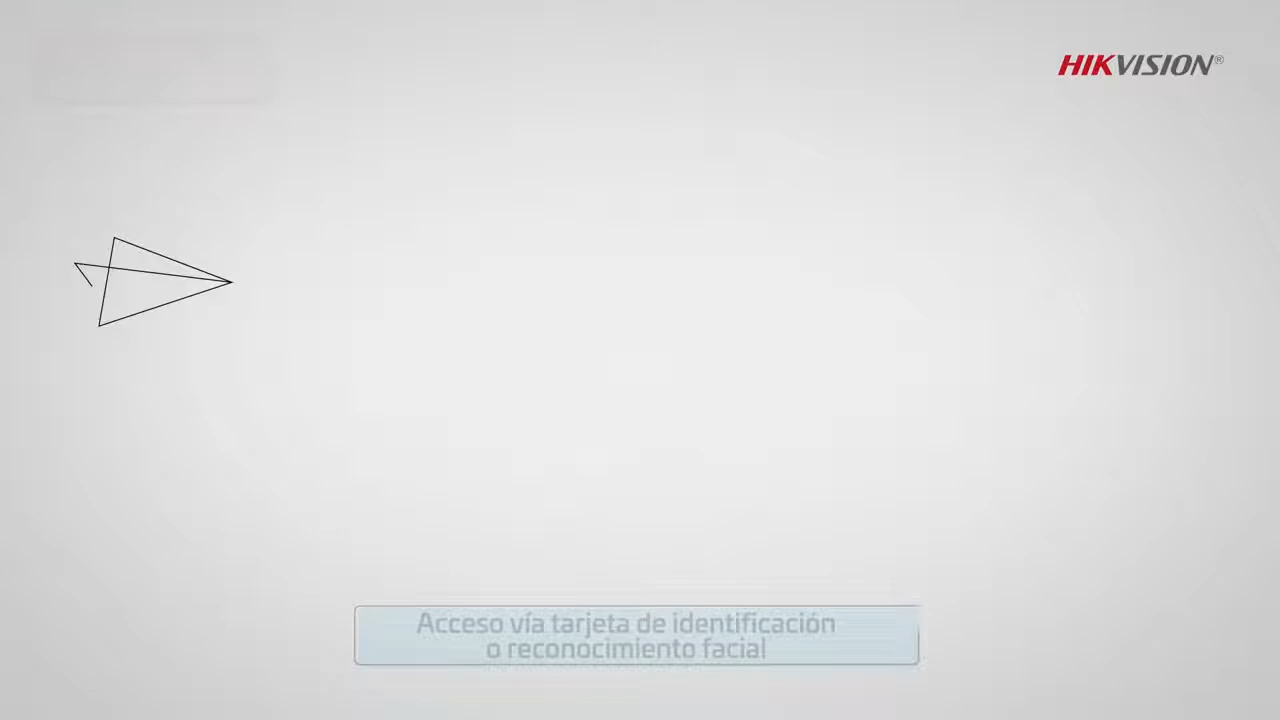 HIKVISION®
Acceso vía tarjeta de identificación
o reconocimiento facial